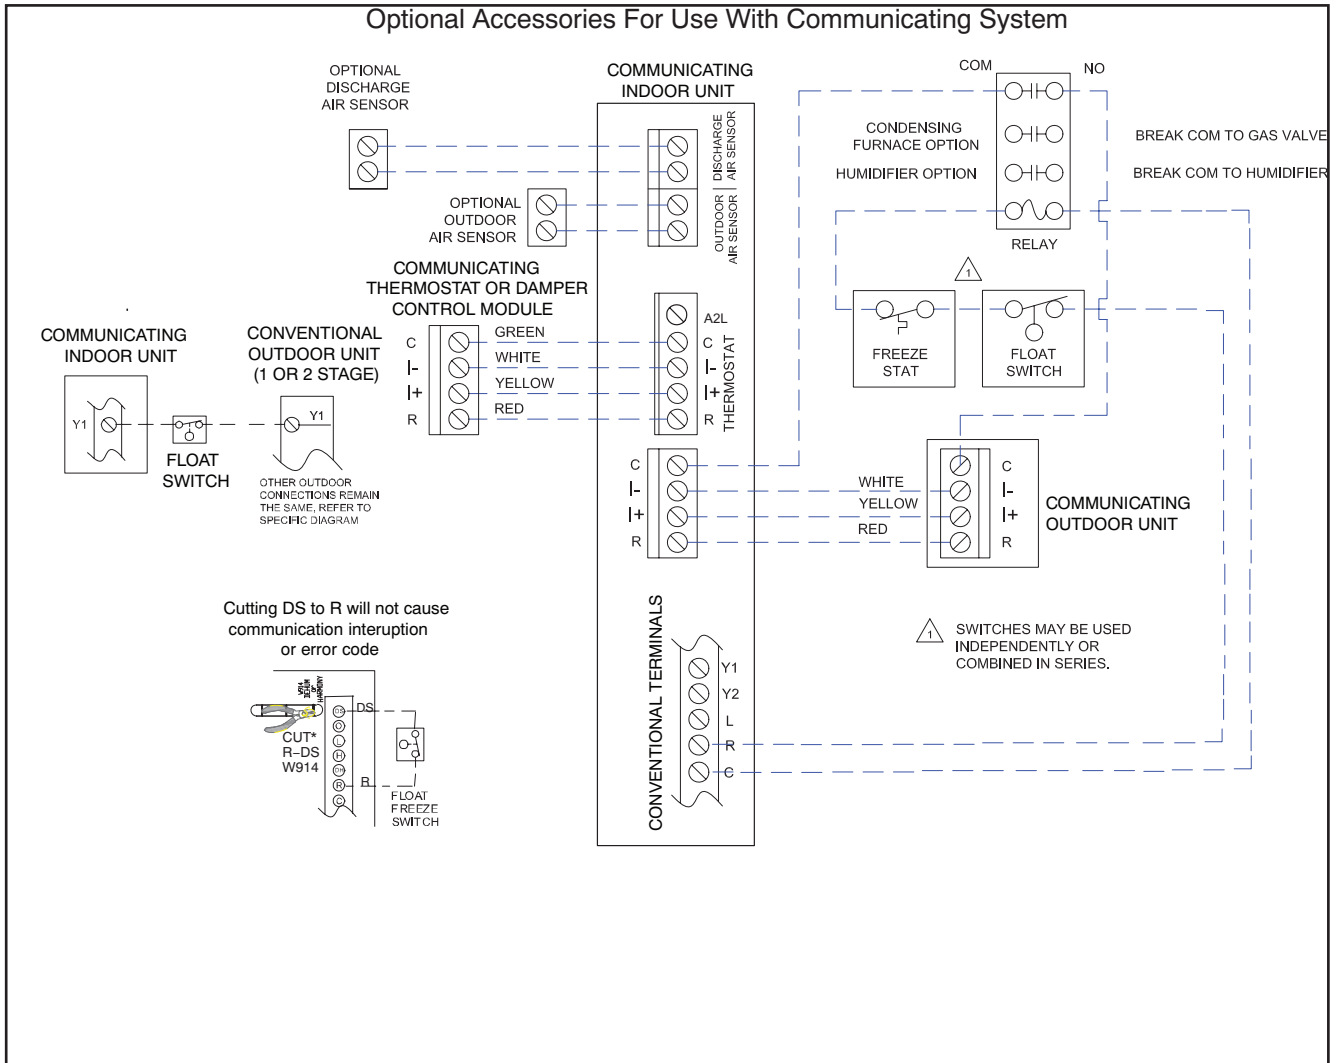 Optional Accessories For Use With Communicating System
OPTIONAL
DISCHARGE
AIR SENSOR
COMMUNICATING
INDOOR UNIT
DISCHARGE
AIR SENSOR
OUTDOOR
AIR SENSOR
OPTIONAL
OUTDOOR
AIR SENSOR
COM
NO
CONDENSING
FURNACE OPTION
BREAK COM TO GAS VALVE
HUMIDIFIER OPTION
BREAK COM TO HUMIDIFIER
RELAY
1
FREEZE
STAT
FLOAT
SWITCH
COMMUNICATING
THERMOSTAT OR DAMPER
CONTROL MODULE
C
I-
I+
R
GREEN
WHITE
YELLOW
RED
A2L
C
I-
I+
R
THERMOSTAT
COMMUNICATING
INDOOR UNIT
Y1
FLOAT
SWITCH
CONVENTIONAL
OUTDOOR UNIT
(1 OR 2 STAGE)
Y1
OTHER OUTDOOR
CONNECTIONS REMAIN
THE SAME, REFER TO
SPECIFIC DIAGRAM
C
I-
I+
R
WHITE
YELLOW
RED
C
I-
I+
R
COMMUNICATING
OUTDOOR UNIT
1
SWITCHES MAY BE USED
INDEPENDENTLY OR
COMBINED IN SERIES.
CONVENTIONAL TERMINALS
Y1
Y2
L
R
C
Cutting DS to R will not cause
communication interuption
or error code
W914
DEHUM
OR
HARMONY
CUT*
R-DS
W914
DS
O
L
H
DH
R
C
DS
R
FLOAT
FREEZE
SWITCH